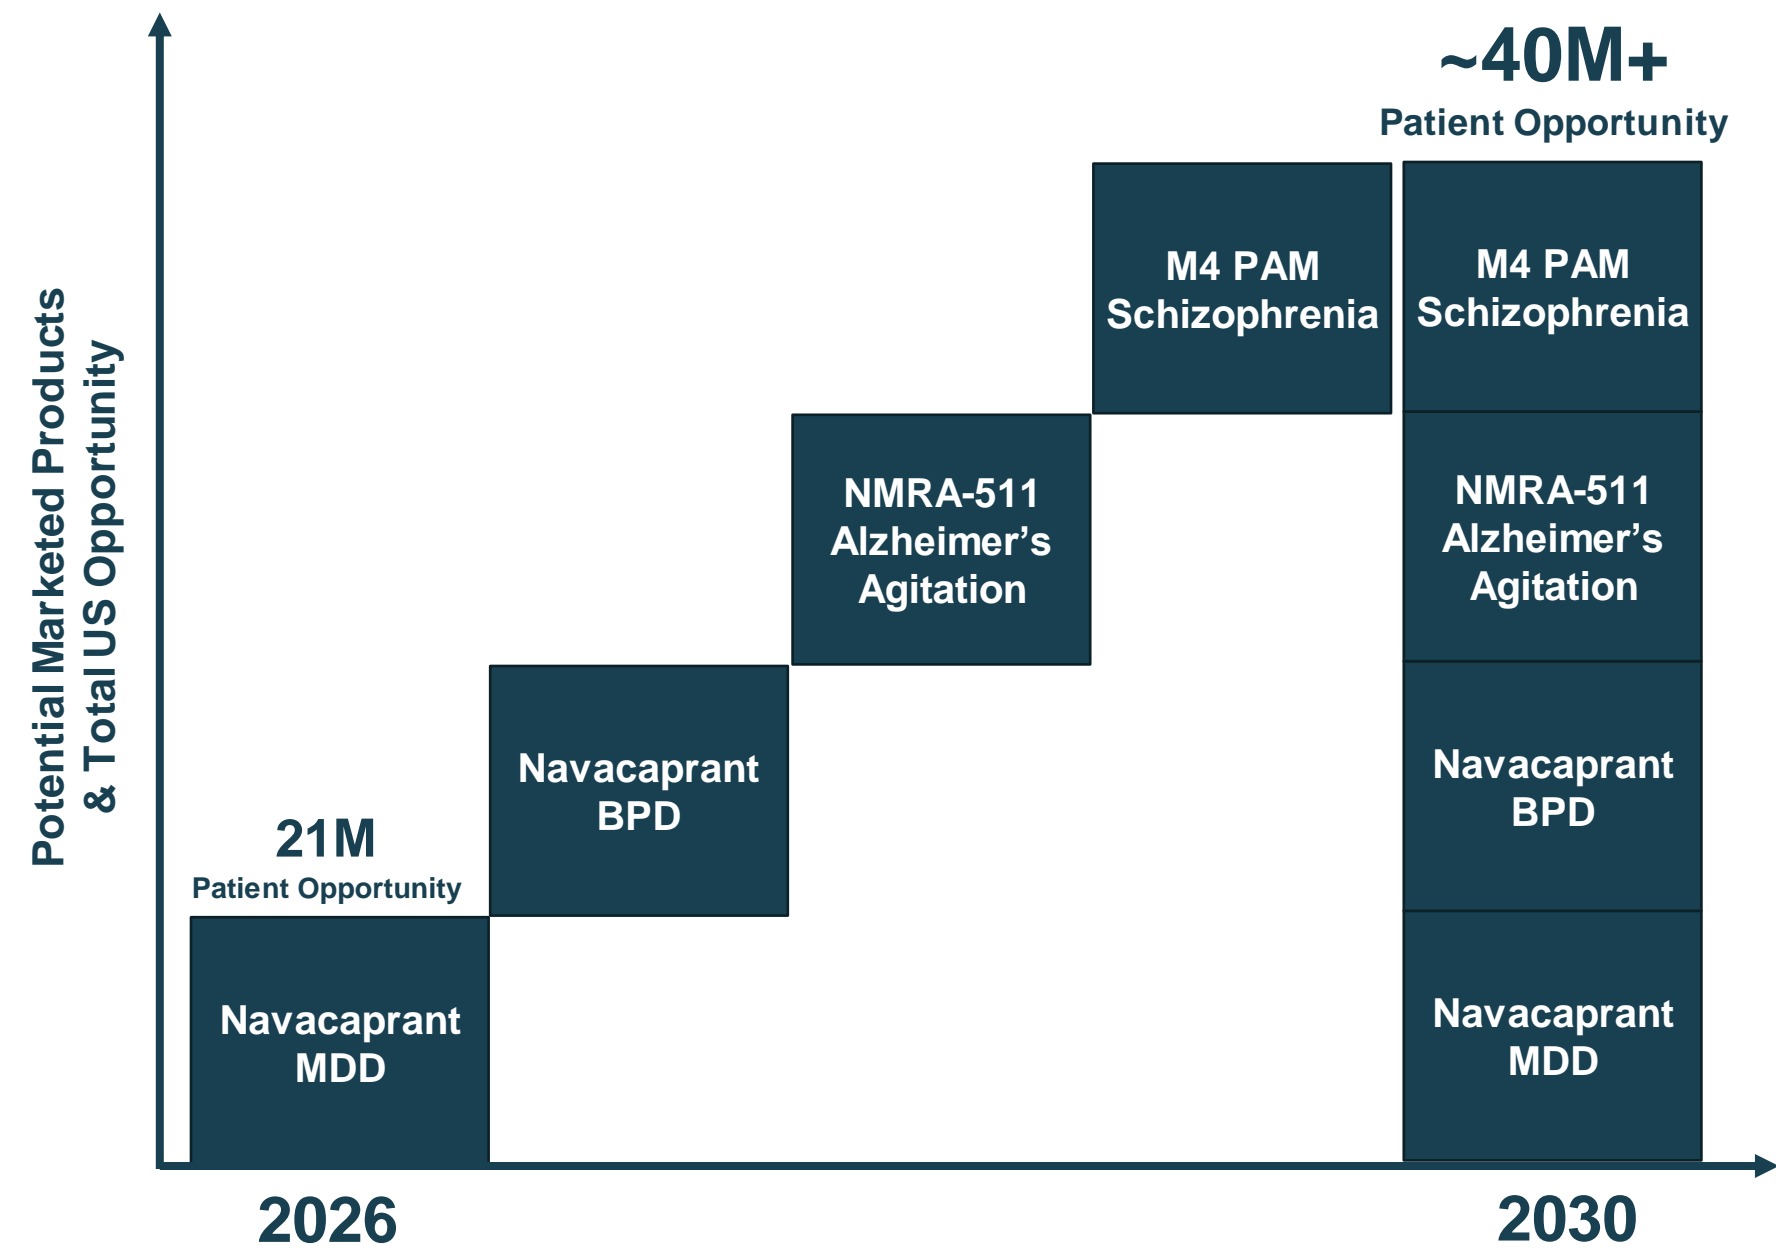 Potential Marketed Products
& Total US Opportunity
21M
Patient Opportunity
Navacaprant
MDD
Navacaprant
BPD
NMRA-511
Alzheimer’s
Agitation
M4 PAM
Schizophrenia
~40M+
Patient Opportunity
M4 PAM
Schizophrenia
NMRA-511
Alzheimer’s
Agitation
Navacaprant
BPD
Navacaprant
MDD
2026
2030